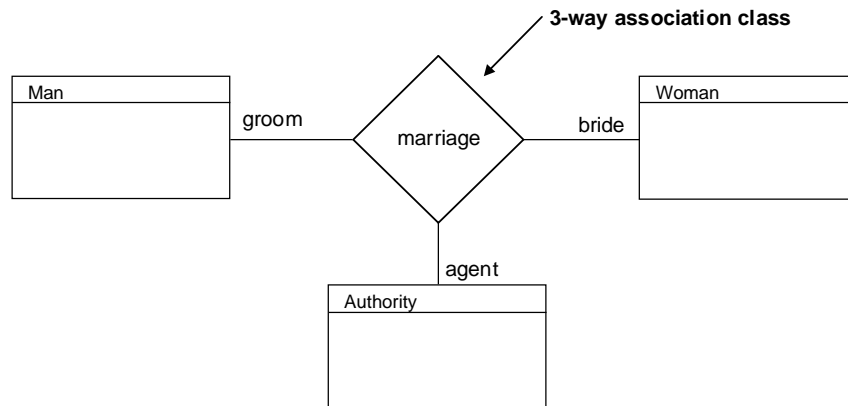 3-way association class
Man
Woman
groom
marriage
bride
agent
Authority